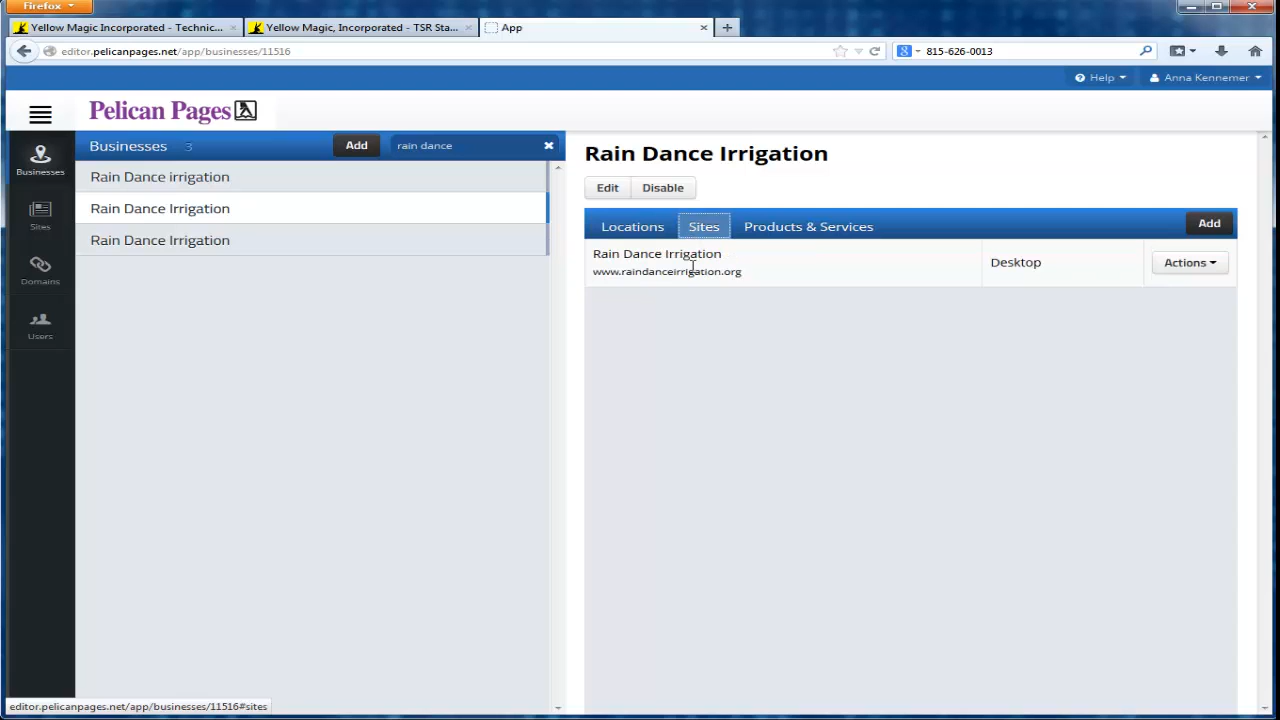 Firefox
Yellow Magic Incorporated - Technic...
Yellow Magic, Incorporated - TSR Sta...
App
editor.pelicanpages.net/app/businesses/11516
815-626-0013
Help
Anna Kennemer
Pelican Pages
Businesses 3
Add
rain dance
Businesses
Sites
Domains
Users
Rain Dance irrigation
Rain Dance Irrigation
Rain Dance Irrigation
Rain Dance Irrigation
Edit
Disable
Locations
Sites
Products & Services
Add
Rain Dance Irrigation
www.raindanceirrigation.org
Desktop
Actions
editor.pelicanpages.net/app/businesses/11516#sites